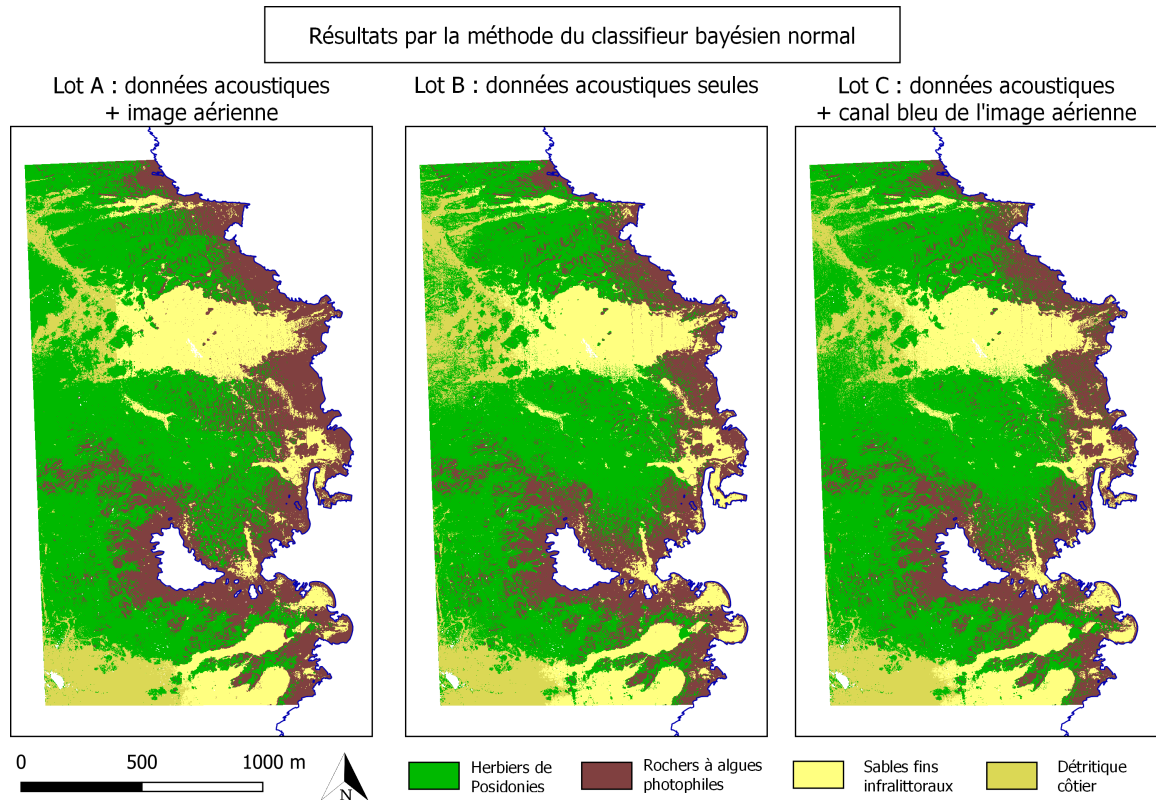 Résultats par la méthode du classifieur bayésien normal
Lot A : données acoustiques
+ image aérienne
Lot B : données acoustiques seules
Lot C : données acoustiques
+ canal bleu de l'image aérienne
0 500 1000 m
N
Herbiers de
Posidonies
Rochers à algues
photophiles
Sables fins
infralittoraux
Détritique
côtier